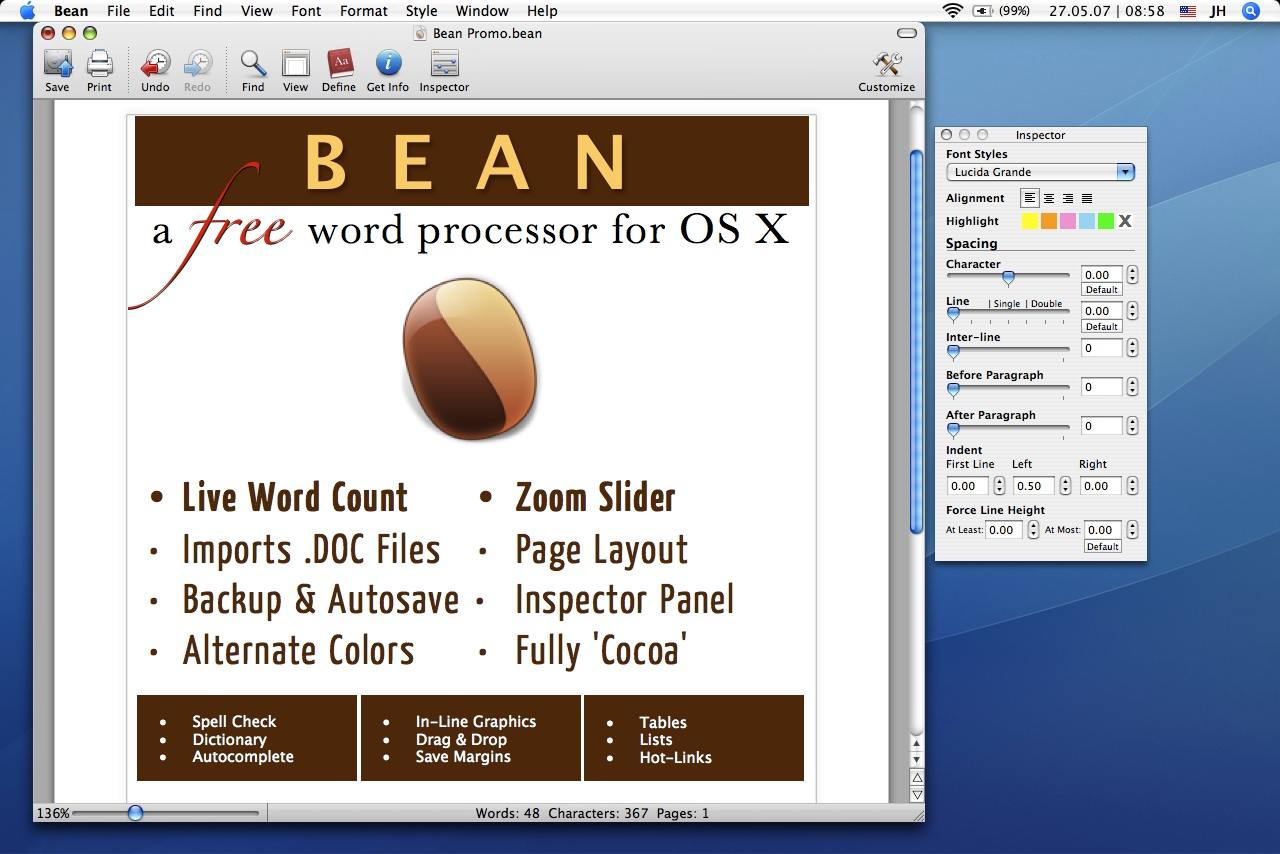 Bean File Edit Find View Font Format Style Window Help (99%) 27.05.07 | 08:58 JH
Bean Promo.bean
Save Print Undo Redo Find View Define Get Info Inspector Customize
Aa
BEAN
a free word processor for OS X
• Live Word Count
• Imports .DOC Files
• Backup & Autosave
• Alternate Colors
• Zoom Slider
• Page Layout
• Inspector Panel
• Fully 'Cocoa'
• Spell Check
• Dictionary
• Autocomplete
• In-Line Graphics
• Drag & Drop
• Save Margins
• Tables
• Lists
• Hot-Links
136% Words: 48 Characters: 367 Pages: 1
Inspector
Font Styles
Lucida Grande
Alignment
Highlight X
Spacing
Character 0.00
Default
Line | Single | Double 0.00
Default
Inter-line 0
Before Paragraph 0
After Paragraph 0
Indent
First Line Left Right
0.00 0.50 0.00
Force Line Height
At Least: 0.00 At Most: 0.00
Default